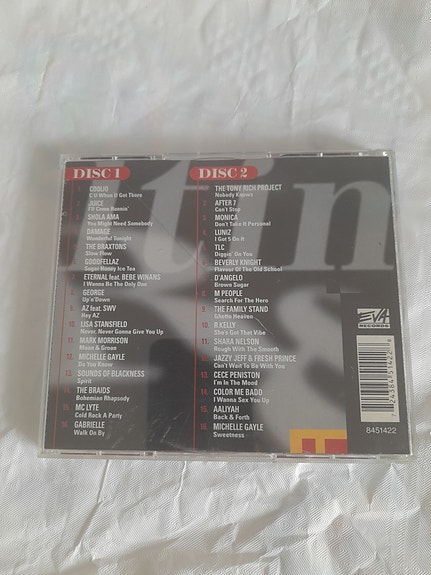 DISC 1
1. COOLIO
C U When U Get There
2. JUICE
I'll Come Runnin'
3. SHOLA AMA
You Might Need Somebody
DAMAGE
Wonderful Tonight
5. THE BRAXTONS
Slow Flow
GOODFELLAZ
Sugar Honey Ice Tea
ETERNAL feat. BEBE WINANS
I Wanna Be The Only One
GEORGE
Up'n'Down
9. AZ feat. SWV
Hey AZ
10. LISA STANSFIELD
Never, Never Gonna Give You Up
11. MARK MORRISON
Moan & Groan
12. MICHELLE GAYLE
Do You Know
13. SOUNDS OF BLACKNESS
Spirit
14. THE BRAIDS
Bohemian Rhapsody
15. MC LYTE
Cold Rock A Party
16. GABRIELLE
Walk On By
DISC 2
1. THE TONY RICH PROJECT
Nobody Knows
2. AFTER 7
Can't Stop
3. MONICA
Don't Take It Personal
4. LUNIZ
I Got 5 On It
5. TLC
Diggin' On You
6. BEVERLY KNIGHT
Flavour Of The Old School
7. D'ANGELO
Brown Sugar
8. M PEOPLE
Search For The Hero
9. THE FAMILY STAND
Ghetto Heaven
10. R.KELLY
She's Got That Vibe
11. SHARA NELSON
Rough With The Smooth
12. JAZZY JEFF & FRESH PRINCE
Can't Wait To Be With You
13. CECE PENISTON
I'm In The Mood
14. COLOR ME BADD
I Wanna Sex You Up
15. AALIYAH
Back & Forth
16. MICHELLE GAYLE
Sweetness
EVA
RECORDS
7 24384 51422 8
8451422